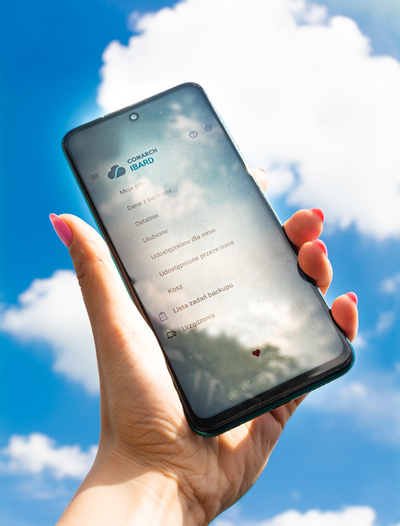 COMARCH
IBARD
Moje pliki
Dane z backupu
Ostatnie
Ulubione
Udostępnione dla mnie
Udostępnione przeze mnie
Kosz
Lista zadań backupu
Urządzenia